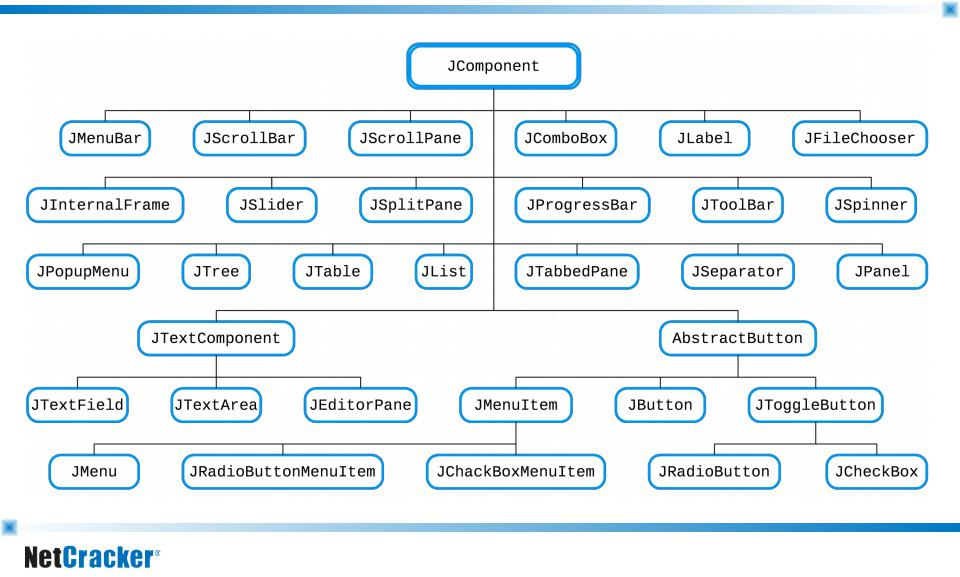 JComponent
JMenuBar JScrollBar JScrollPane JComboBox JLabel JFileChooser
JInternalFrame JSlider JSplitPane JProgressBar JToolBar JSpinner
JPopupMenu JTree JTable JList JTabbedPane JSeparator JPanel
JTextComponent AbstractButton
JTextField JTextArea JEditorPane JMenuItem JButton JToggleButton
JMenu JRadioButtonMenuItem JChackBoxMenuItem JRadioButton JCheckBox
NetCracker®